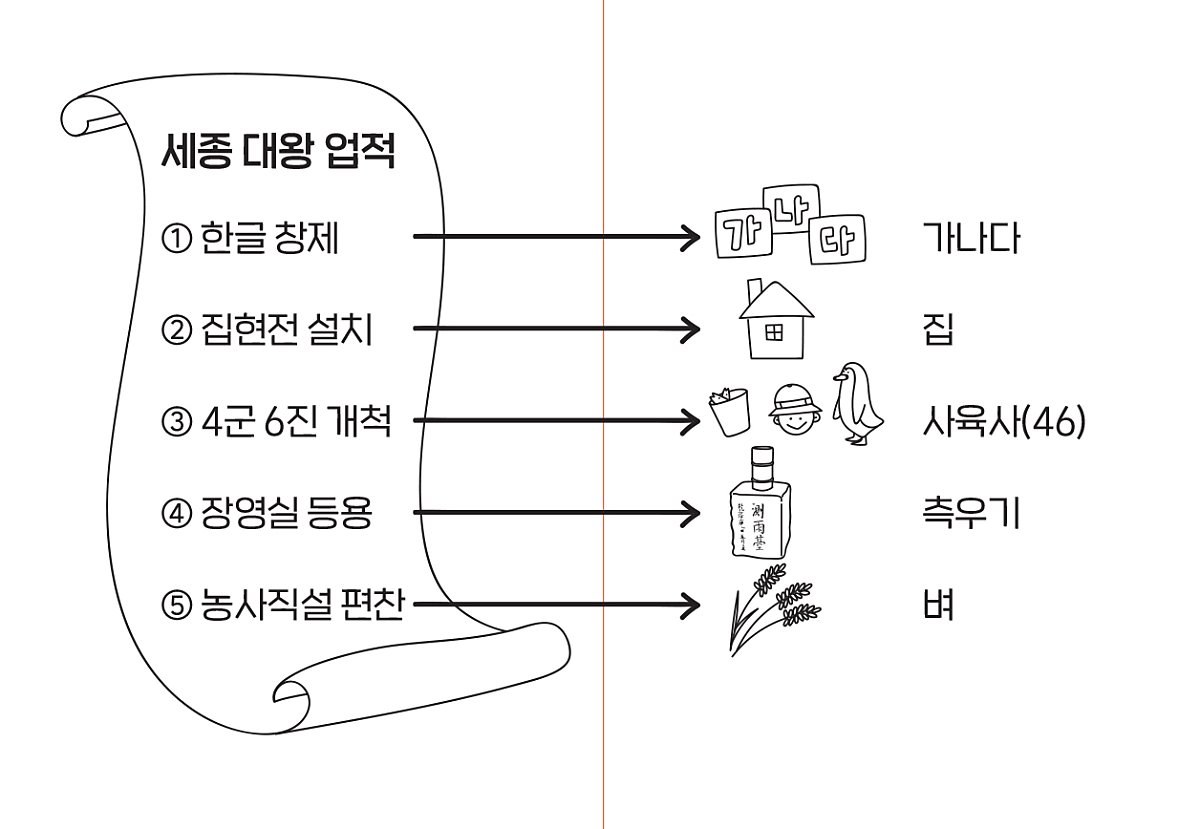 세종 대왕 업적
① 한글 창제
가 나 다
가나다
② 집현전 설치
집
③ 4군 6진 개척
사육사(46)
④ 장영실 등용
測雨臺
측우기
⑤ 농사직설 편찬
벼